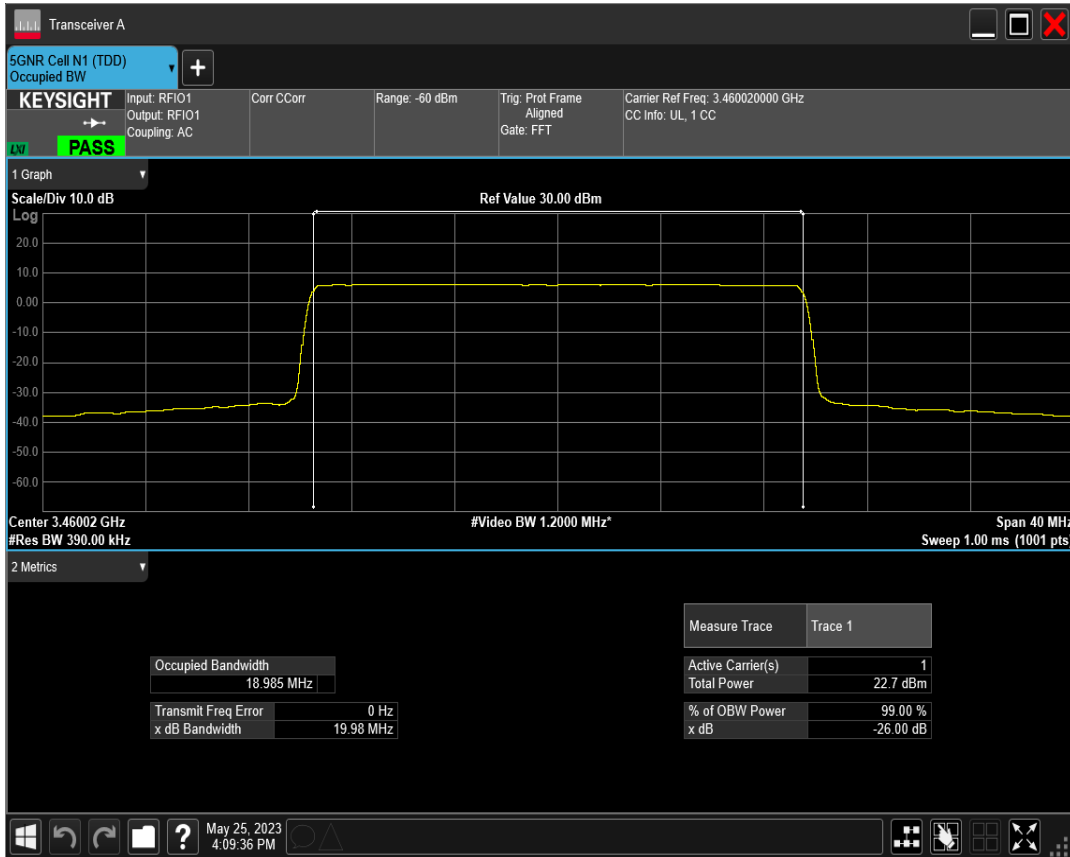 Transceiver A
5GNR Cell N1 (TDD)
Occupied BW
+
KEYSIGHT
LXI
PASS
Input: RFIO1
Output: RFIO1
Coupling: AC
Corr CCorr
Range: -60 dBm
Trig: Prot Frame
Aligned
Gate: FFT
Carrier Ref Freq: 3.460020000 GHz
CC Info: UL, 1 CC
1 Graph
Scale/Div 10.0 dB
Ref Value 30.00 dBm
Log
20.0
10.0
0.00
-10.0
-20.0
-30.0
-40.0
-50.0
-60.0
Center 3.46002 GHz
#Video BW 1.2000 MHz*
Span 40 MHz
#Res BW 390.00 kHz
Sweep 1.00 ms (1001 pts)
2 Metrics
Measure Trace Trace 1
Occupied Bandwidth
18.985 MHz
Active Carrier(s) 1
Total Power 22.7 dBm
Transmit Freq Error 0 Hz
x dB Bandwidth 19.98 MHz
% of OBW Power 99.00 %
x dB -26.00 dB
?
May 25, 2023
4:09:36 PM